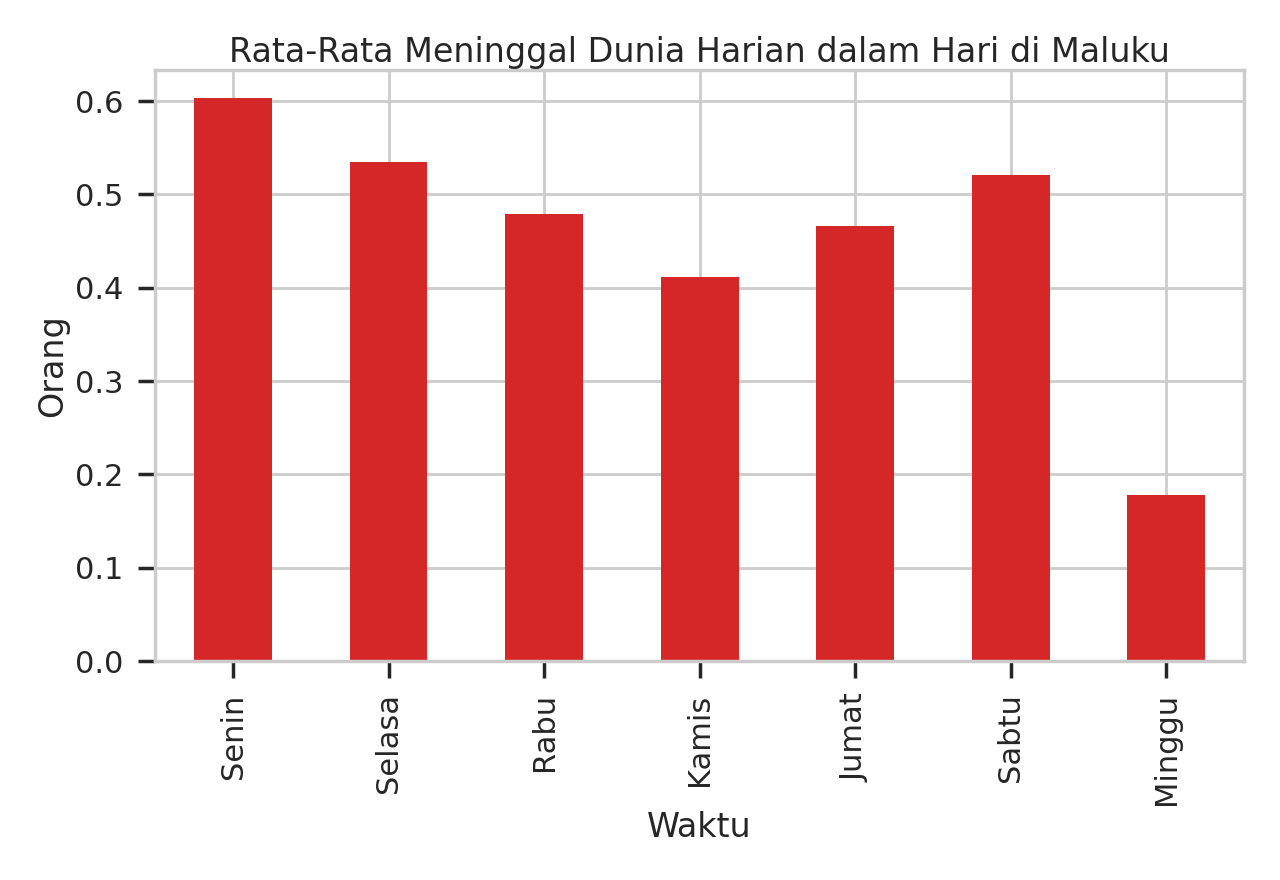 Rata-Rata Meninggal Dunia Harian dalam Hari di Maluku
0.6
0.5
0.4
0.3
0.2
0.1
0.0
Orang
Senin
Selasa
Rabu
Kamis
Jumat
Sabtu
Minggu
Waktu